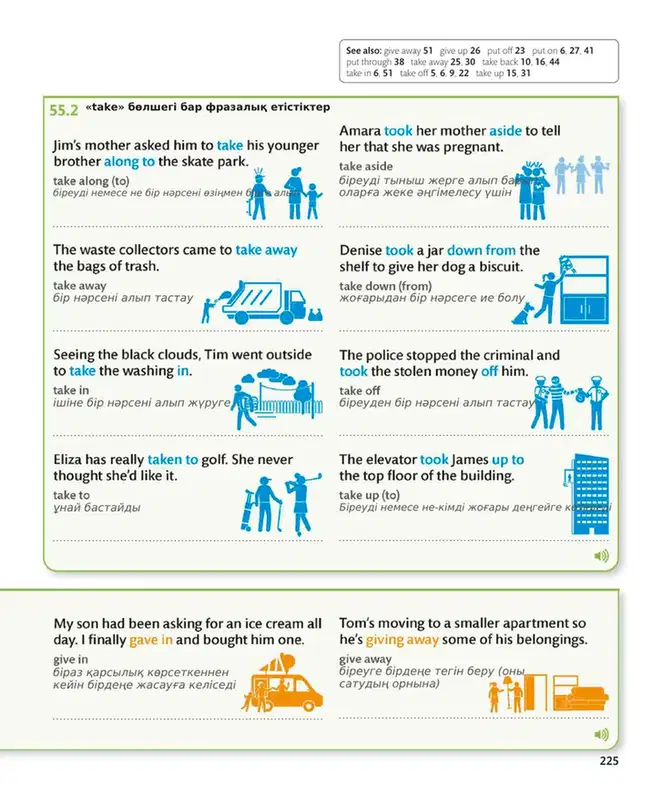 See also: give away 51 give up 26 put off 23 put on 6, 27, 41
put through 38 take away 25, 30 take back 10, 16, 44
take in 6, 51 take off 5, 6, 9, 22 take up 15, 31
55.2 «take» бөлшегі бар фразалық етістіктер
Jim's mother asked him to take his younger
brother along to the skate park.
take along (to)
біреуді немесе не бір нәрсені өзіңмен бірге алып
Amara took her mother aside to tell
her that she was pregnant.
take aside
біреуді тыныш жерге алып бару,
оларға жеке әңгімелесу үшін
The waste collectors came to take away
the bags of trash.
take away
бір нәрсені алып тастау
Denise took a jar down from the
shelf to give her dog a biscuit.
take down (from)
жоғарыдан бір нәрсеге ие болу
Seeing the black clouds, Tim went outside
to take the washing in.
take in
ішіне бір нәрсені алып жүруге
The police stopped the criminal and
took the stolen money off him.
take off
біреуден бір нәрсені алып тастау
Eliza has really taken to golf. She never
thought she'd like it.
take to
ұнай бастайды
The elevator took James up to
the top floor of the building.
take up (to)
Біреуді немесе не-кімді жоғары деңгейге
My son had been asking for an ice cream all
day. I finally gave in and bought him one.
give in
біраз қарсылық көрсеткеннен
кейін бірдеңе жасауға келіседі
Tom's moving to a smaller apartment so
he's giving away some of his belongings.
give away
біреуге бірдеңе тегін беру (оны
сатудың орнына)
225